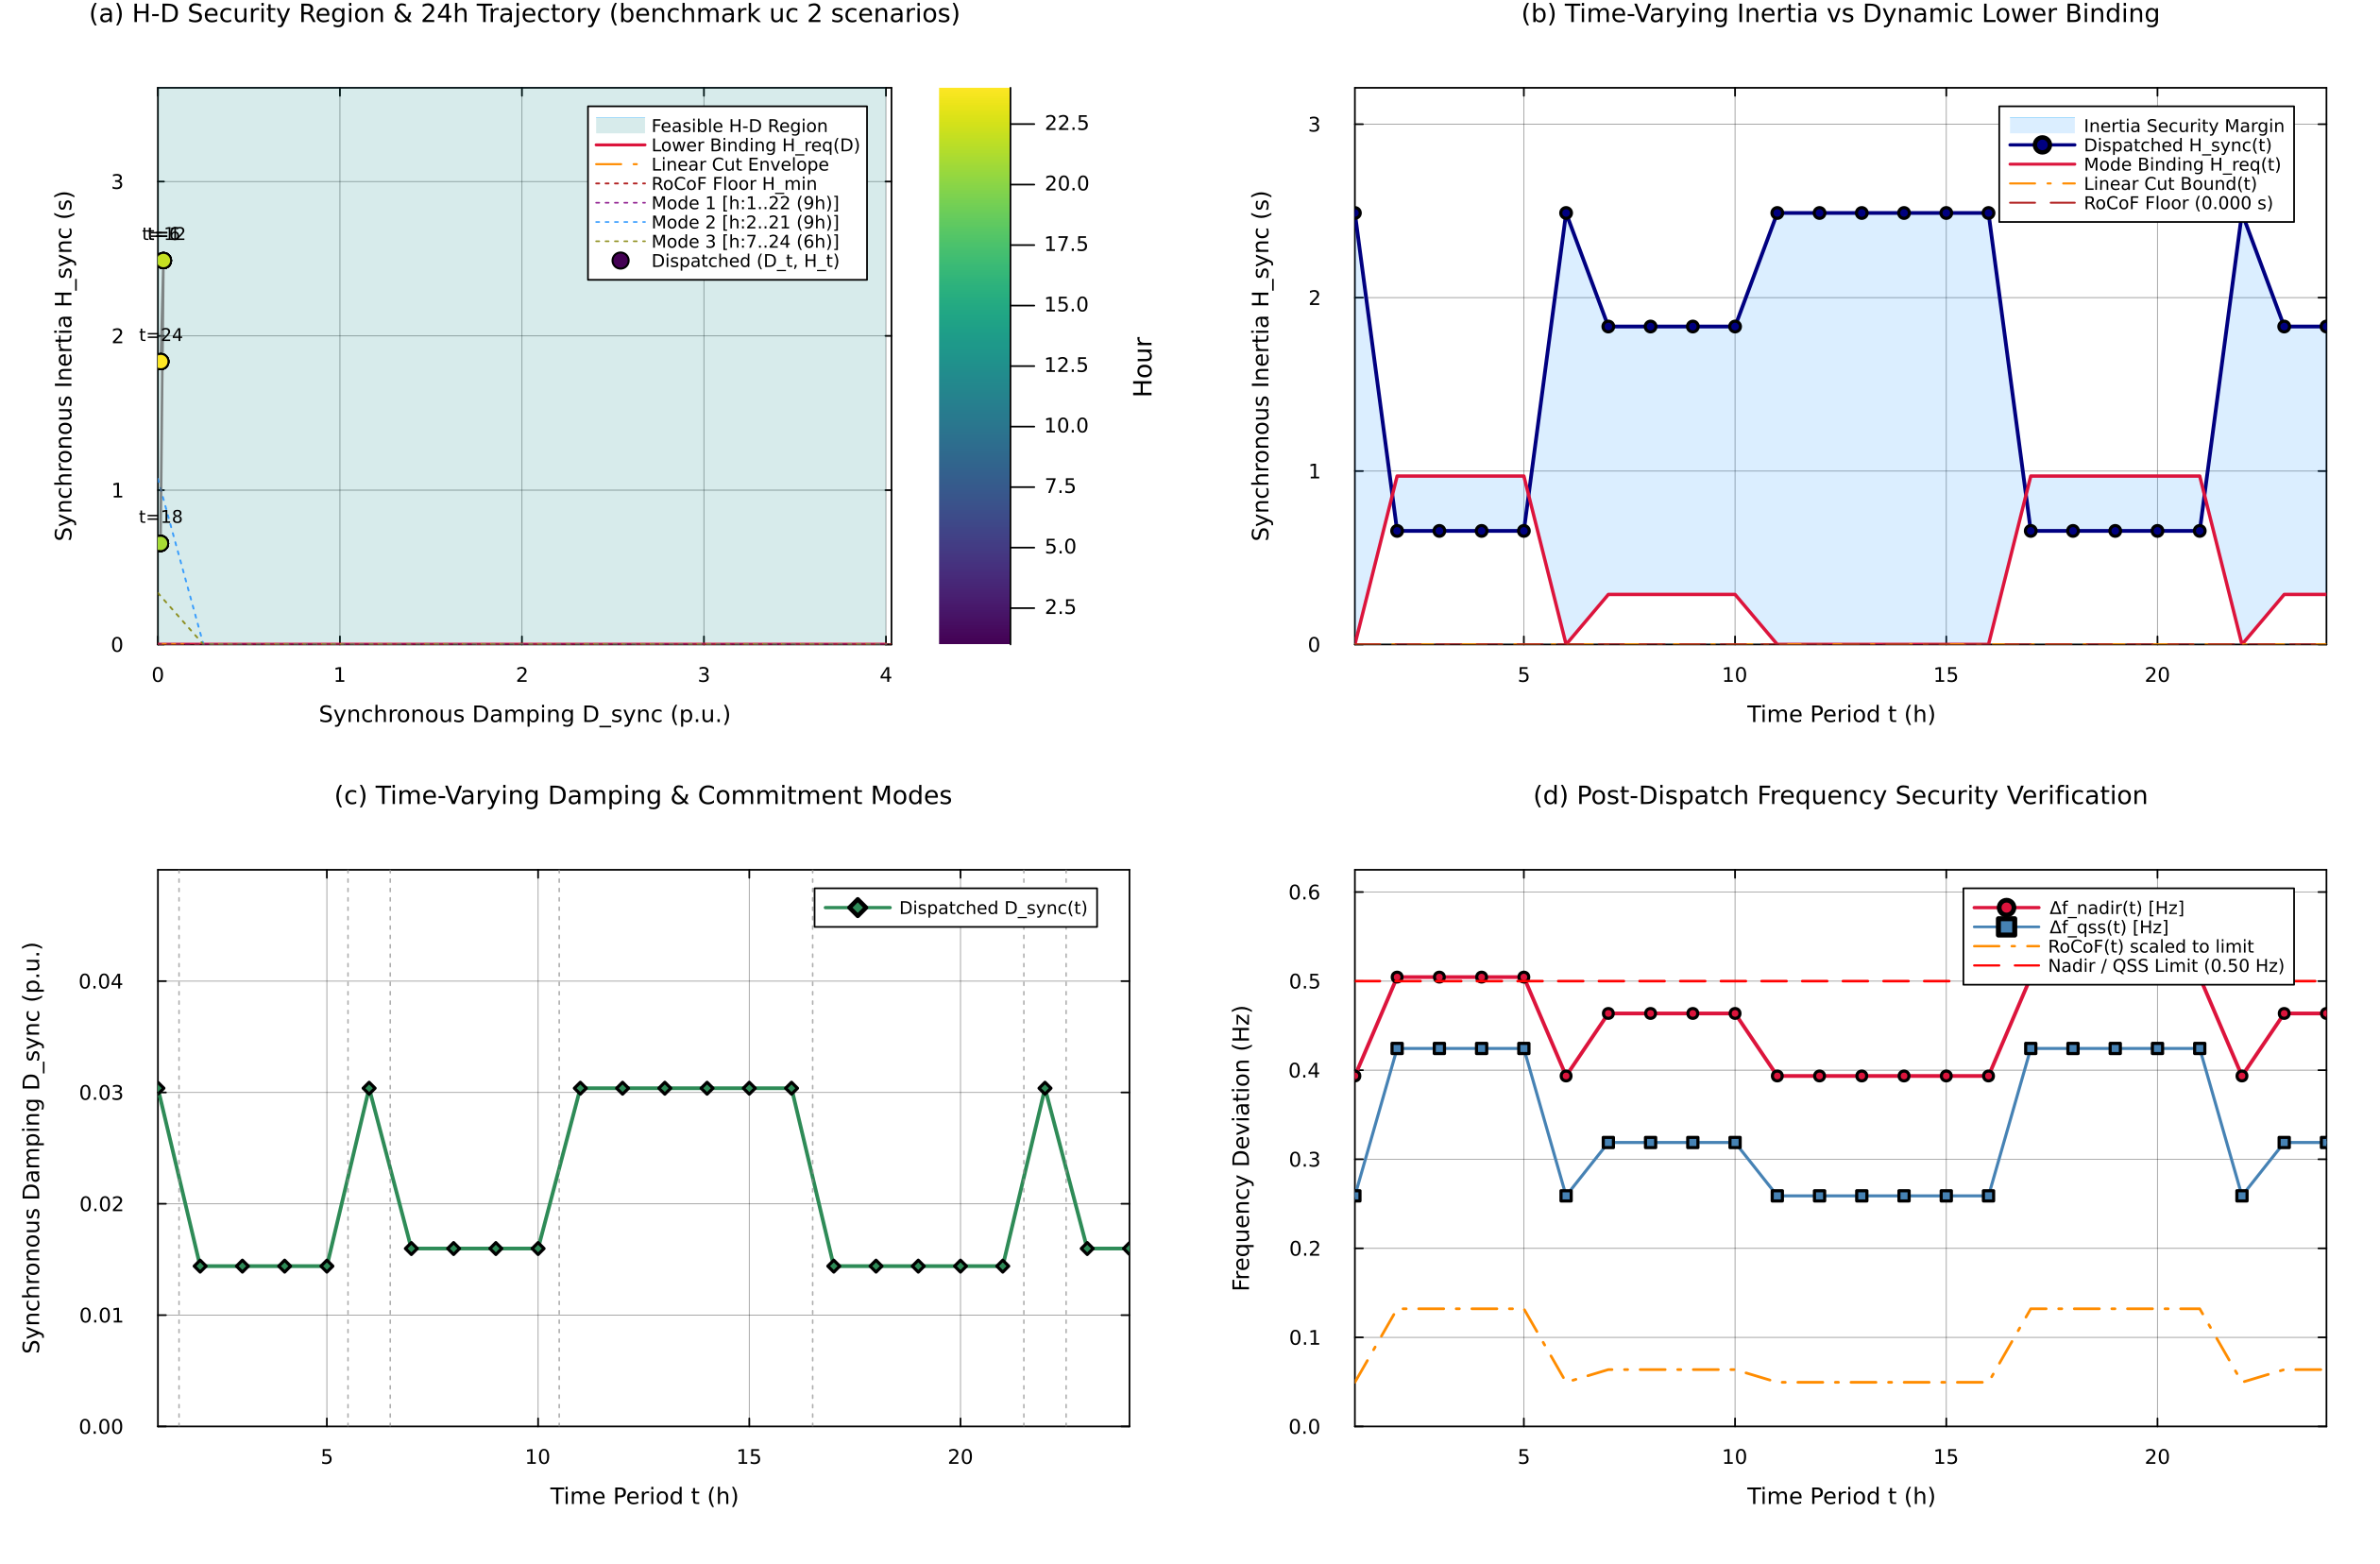 (a) H-D Security Region & 24h Trajectory (benchmark uc 2 scenarios)
Synchronous Inertia H_sync (s)
3
2
1
0
0 1 2 3 4
Synchronous Damping D_sync (p.u.)
t=24
t=18
Feasible H-D Region
Lower Binding H_req(D)
Linear Cut Envelope
RoCoF Floor H_min
Mode 1 [h:1..22 (9h)]
Mode 2 [h:2..21 (9h)]
Mode 3 [h:7..24 (6h)]
Dispatched (D_t, H_t)
22.5
20.0
17.5
15.0
12.5
10.0
7.5
5.0
2.5
Hour
(b) Time-Varying Inertia vs Dynamic Lower Binding
Synchronous Inertia H_sync (s)
3
2
1
0
5 10 15 20
Time Period t (h)
Inertia Security Margin
Dispatched H_sync(t)
Mode Binding H_req(t)
Linear Cut Bound(t)
RoCoF Floor (0.000 s)
(c) Time-Varying Damping & Commitment Modes
Synchronous Damping D_sync (p.u.)
0.04
0.03
0.02
0.01
0.00
5 10 15 20
Time Period t (h)
Dispatched D_sync(t)
(d) Post-Dispatch Frequency Security Verification
Frequency Deviation (Hz)
0.6
0.5
0.4
0.3
0.2
0.1
0.0
5 10 15 20
Time Period t (h)
Δf_nadir(t) [Hz]
Δf_qss(t) [Hz]
RoCoF(t) scaled to limit
Nadir / QSS Limit (0.50 Hz)